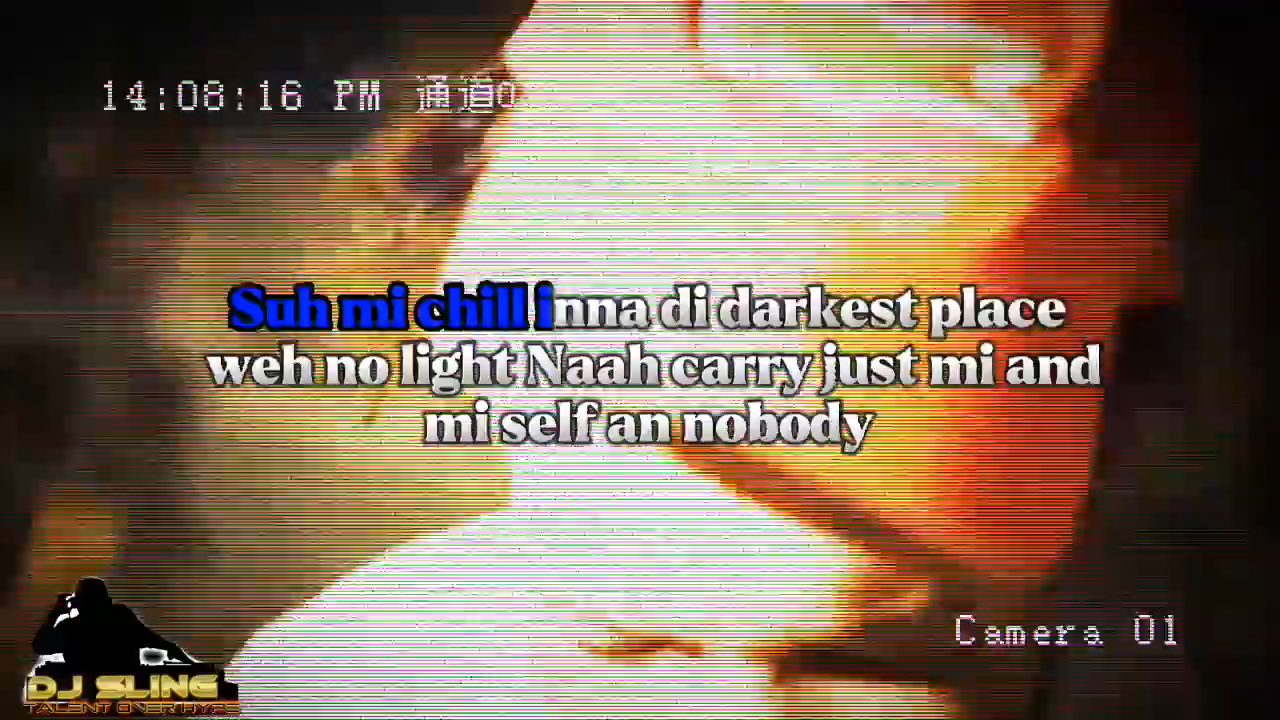 14:08:16 PM 通道0
Suh mi chill inna di darkest place
weh no light Naah carry just mi and
mi self an nobody
Camera 01
DJ SLING
TALENT OVER HYPE